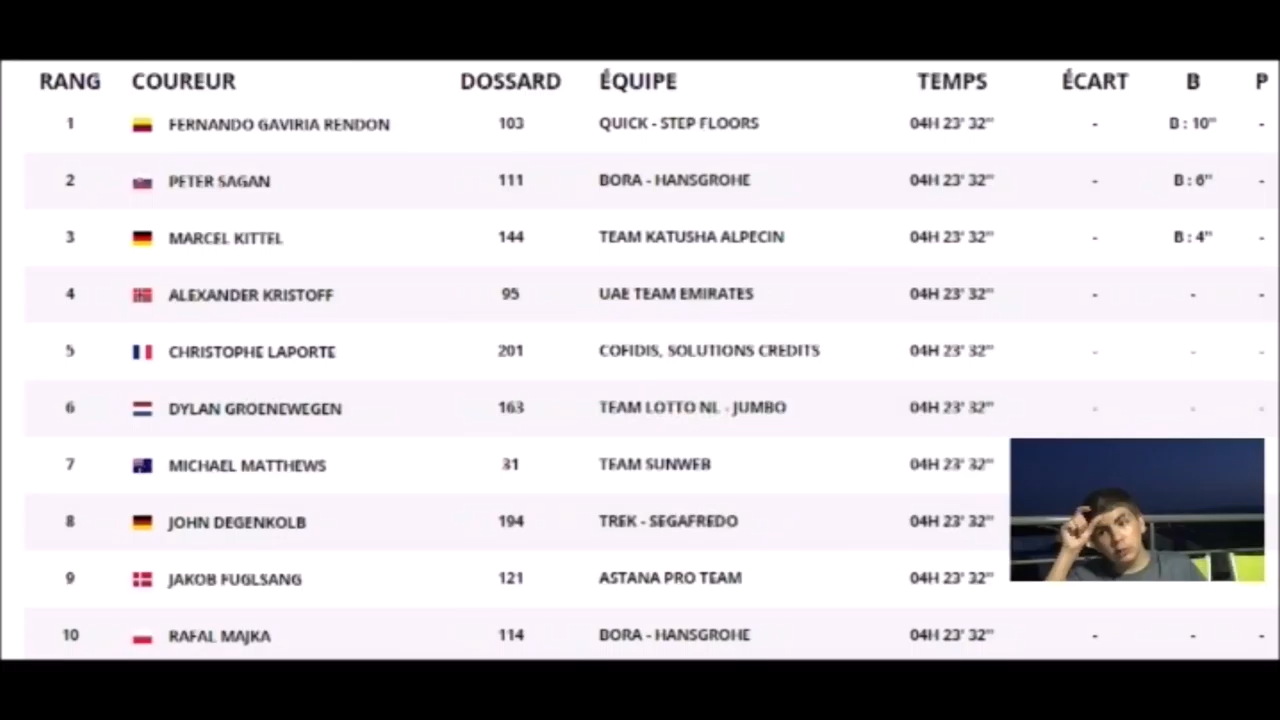 RANG COUREUR DOSSARD ÉQUIPE TEMPS ÉCART B P
1 FERNANDO GAVIRIA RENDON 103 QUICK - STEP FLOORS 04H 23' 32'' - B : 10'' -
2 PETER SAGAN 111 BORA - HANSGROHE 04H 23' 32'' - B : 6'' -
3 MARCEL KITTEL 144 TEAM KATUSHA ALPECIN 04H 23' 32'' - B : 4'' -
4 ALEXANDER KRISTOFF 95 UAE TEAM EMIRATES 04H 23' 32'' - - -
5 CHRISTOPHE LAPORTE 201 COFIDIS, SOLUTIONS CREDITS 04H 23' 32'' - - -
6 DYLAN GROENEWEGEN 163 TEAM LOTTO NL - JUMBO 04H 23' 32'' - - -
7 MICHAEL MATTHEWS 31 TEAM SUNWEB 04H 23' 32''
8 JOHN DEGENKOLB 194 TREK - SEGAFREDO 04H 23' 32''
9 JAKOB FUGLSANG 121 ASTANA PRO TEAM 04H 23' 32''
10 RAFAL MAJKA 114 BORA - HANSGROHE 04H 23' 32'' - - -